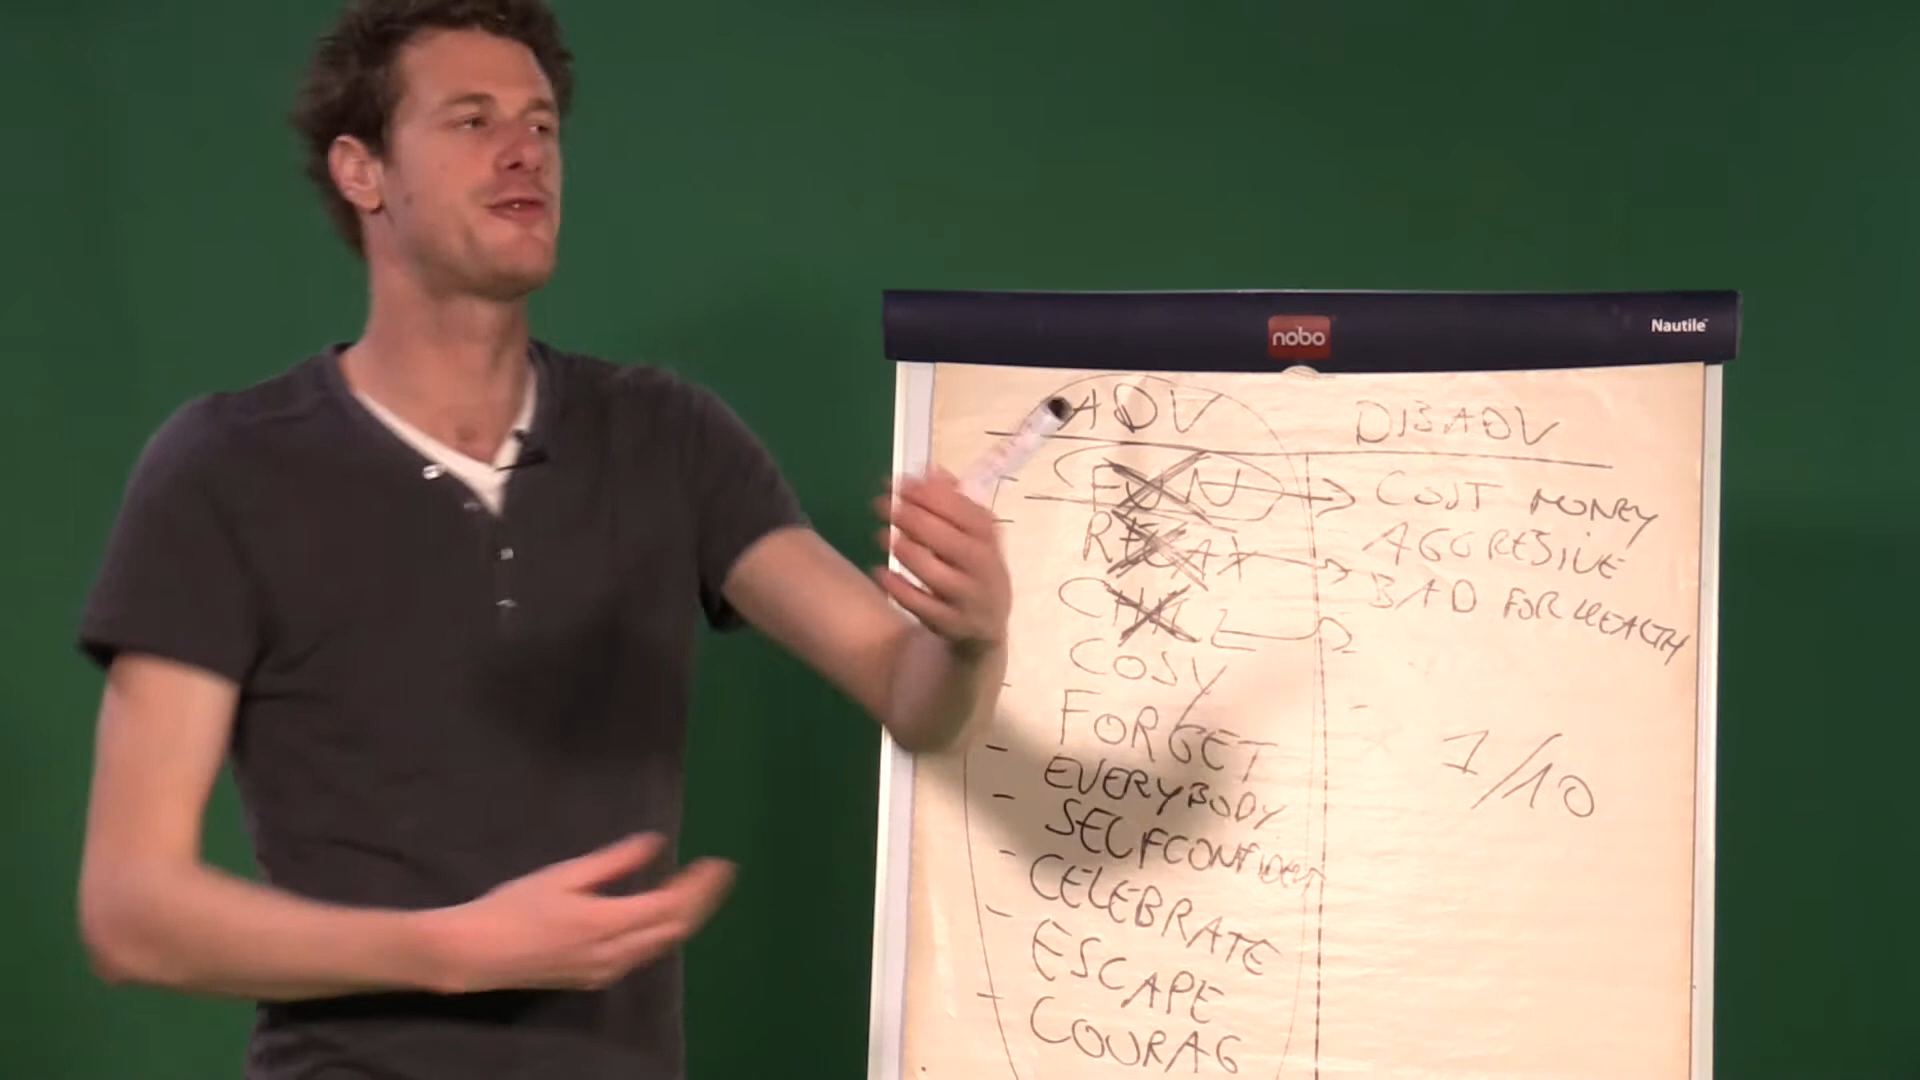 nobo
Nautile
ADV DISADV
- FUN COST MONEY
- RELAX AGGRESIVE
CHILL BAD FOR HEALTH
COSY
- FORGET
- EVERYBODY 1/10
- SELFCONFIDENT
- CELEBRATE
- ESCAPE
- COURAG